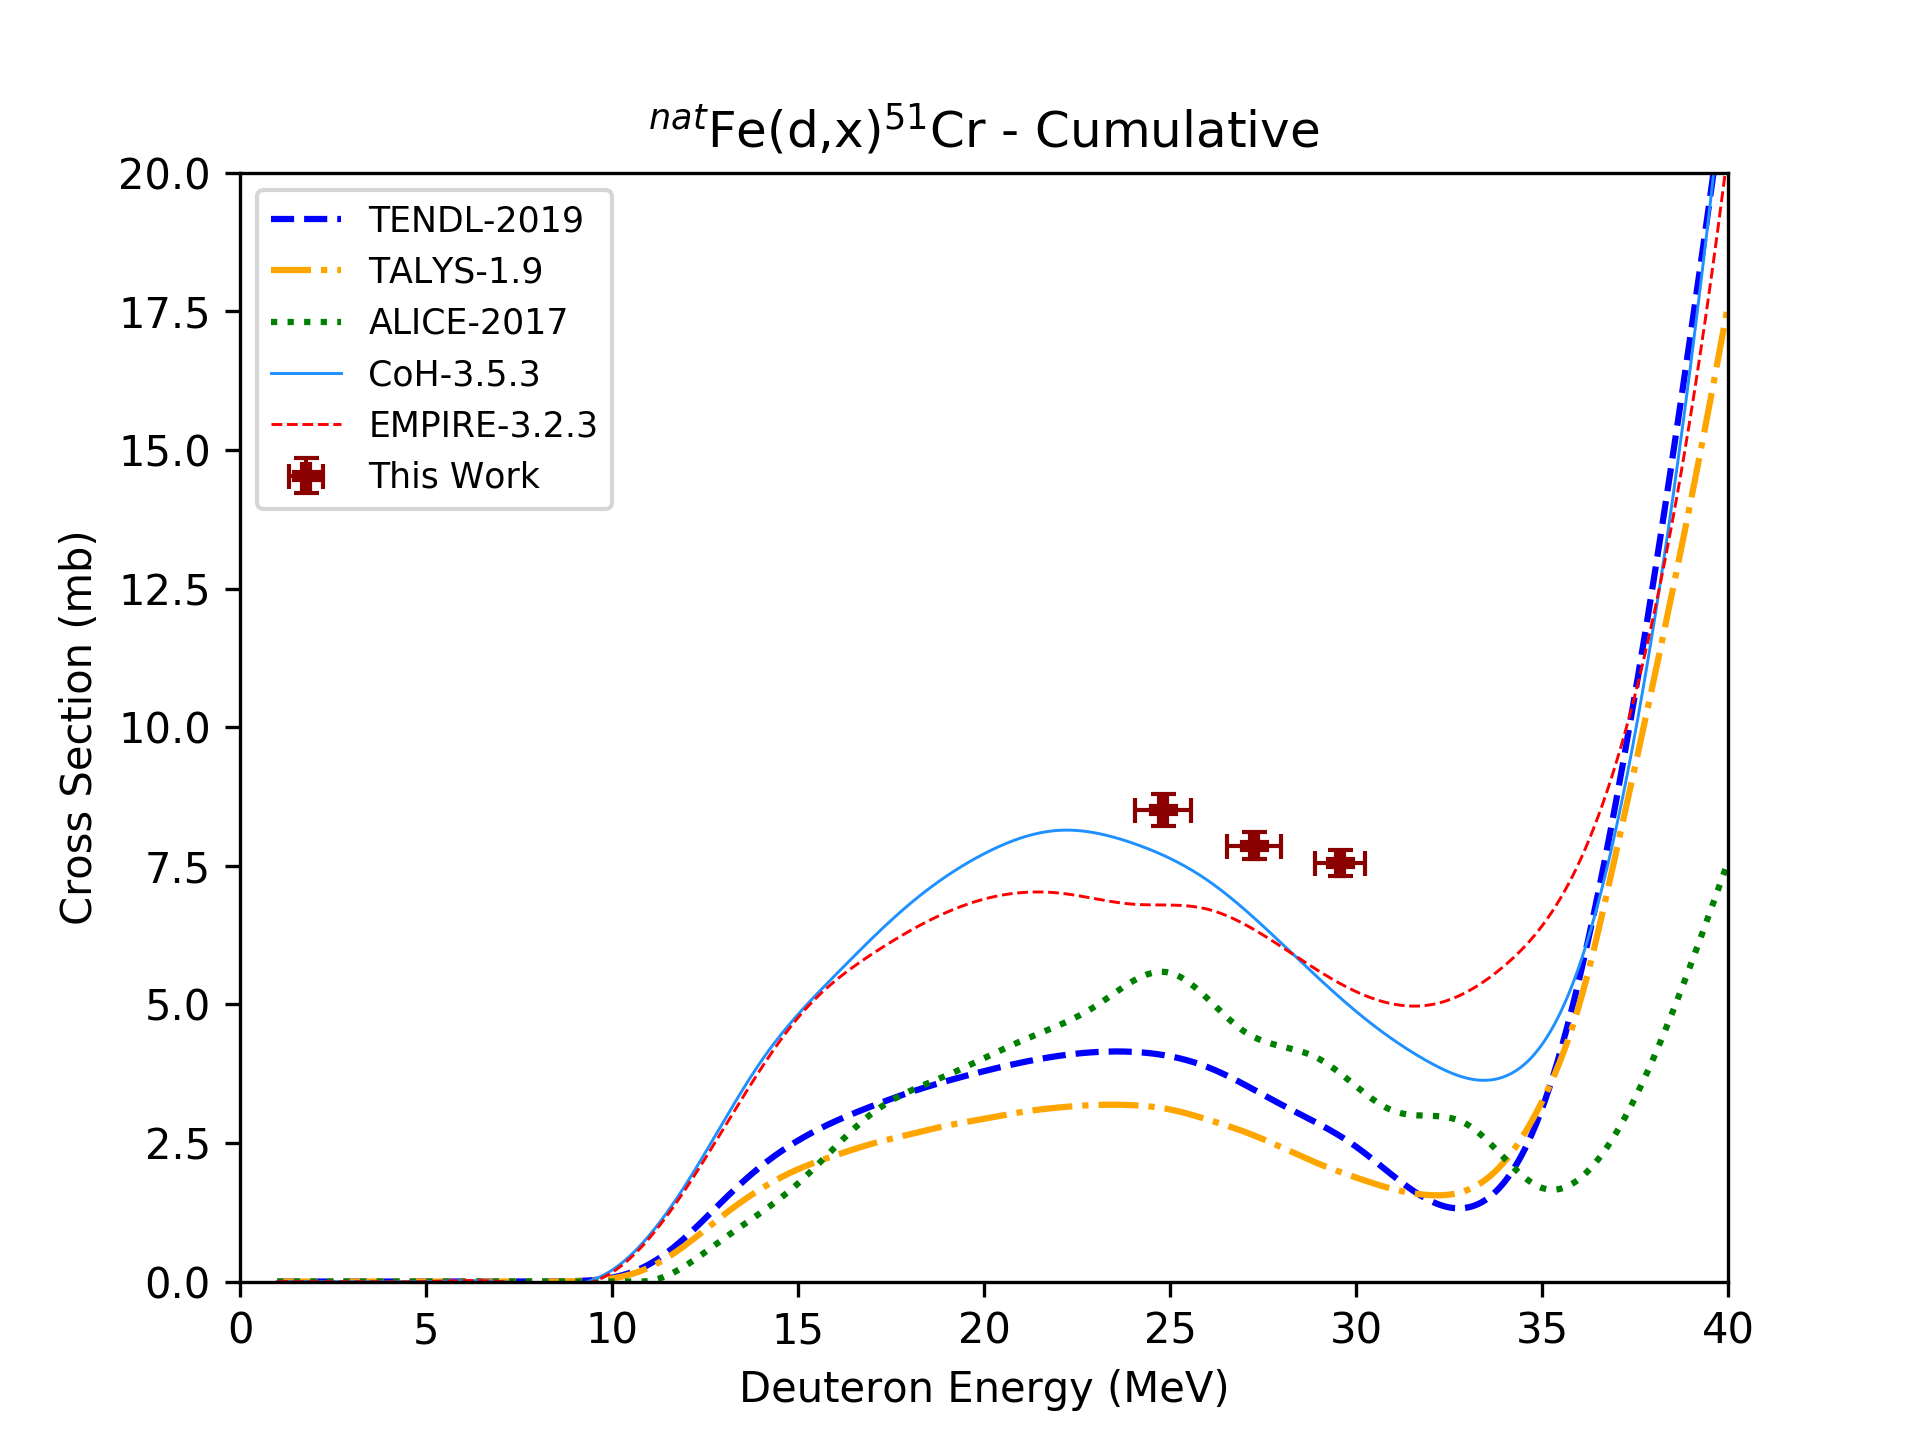 natFe(d,x)51Cr - Cumulative
20.0
17.5
15.0
12.5
10.0
7.5
5.0
2.5
0.0
Cross Section (mb)
TENDL-2019
TALYS-1.9
ALICE-2017
CoH-3.5.3
EMPIRE-3.2.3
This Work
0 5 10 15 20 25 30 35 40
Deuteron Energy (MeV)